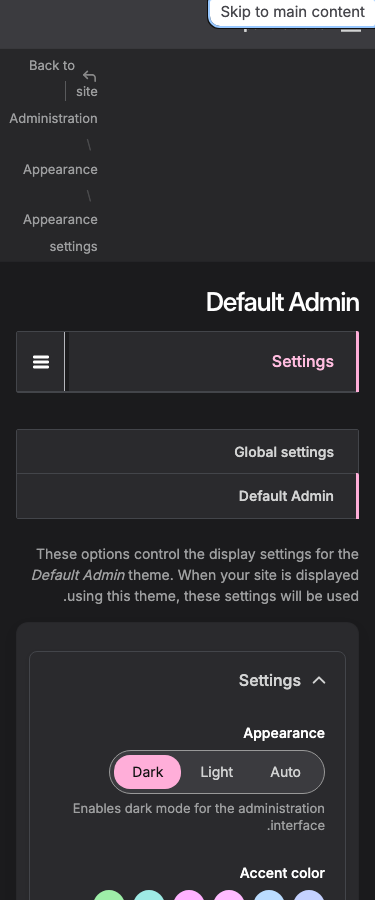 Skip to main content
Back to
site
Administration
\
Appearance
\
Appearance
settings
Default Admin
Settings
Global settings
Default Admin
These options control the display settings for the
Default Admin theme. When your site is displayed
.using this theme, these settings will be used
Settings
Appearance
Dark Light Auto
Enables dark mode for the administration
.interface
Accent color